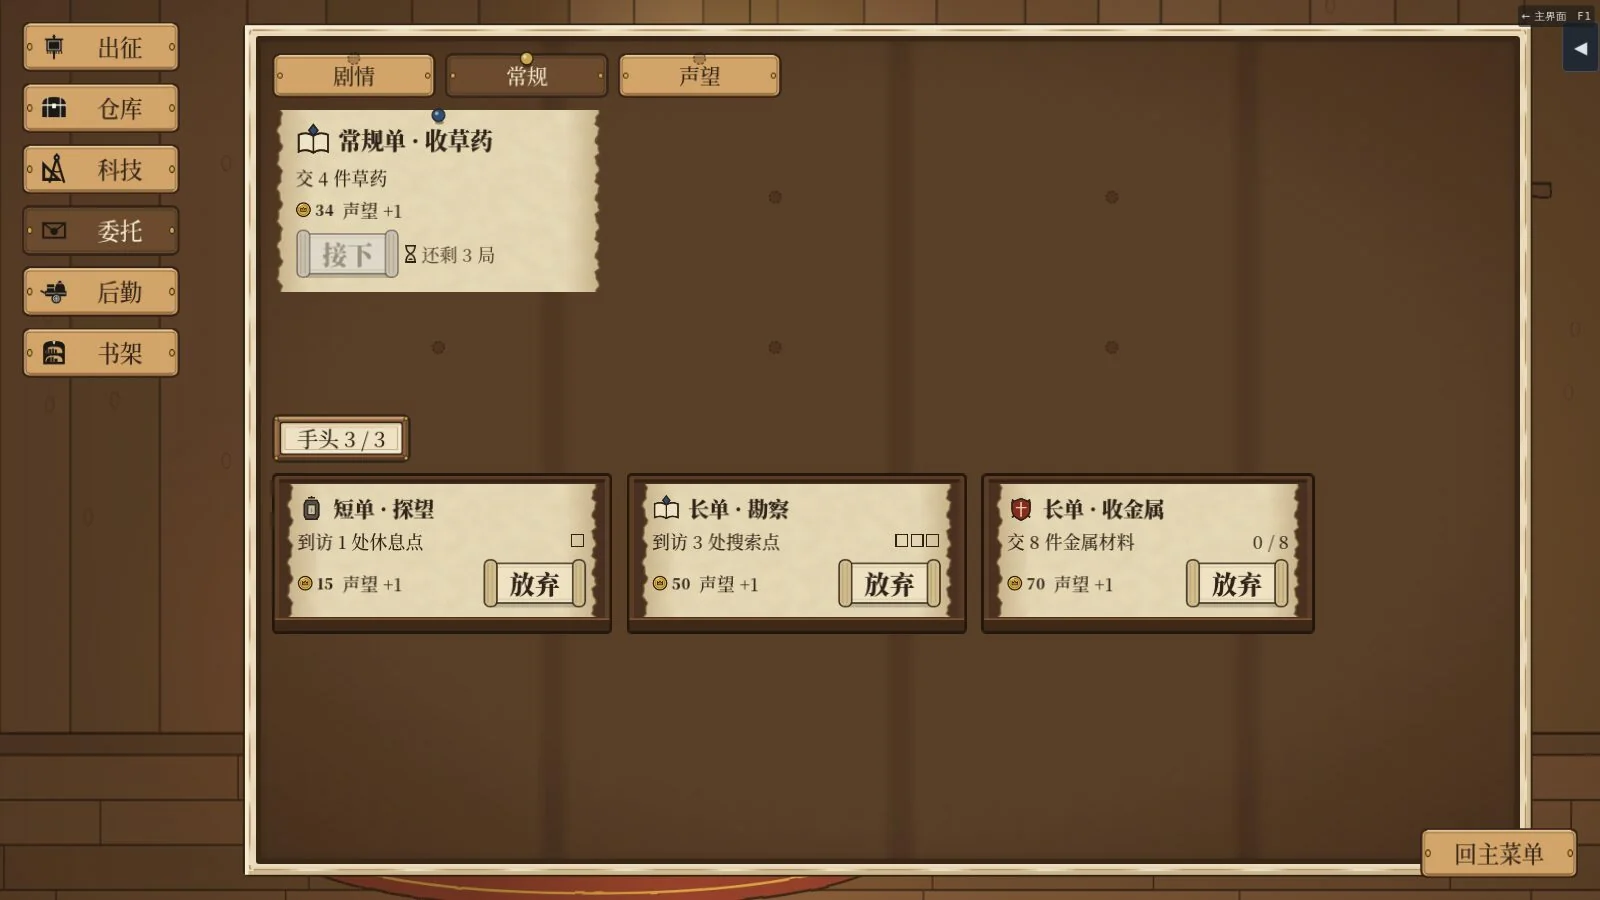 ← 主界面 F1
◀
出征
仓库
科技
委托
后勤
书架
剧情
常规
声望
常规单·收草药
交 4 件草药
34 声望 +1
接下
还剩 3 局
手头 3 / 3
短单·探望
到访 1 处休息点
15 声望 +1
放弃
长单·勘察
到访 3 处搜索点
50 声望 +1
放弃
长单·收金属
交 8 件金属材料
0 / 8
70 声望 +1
放弃
回主菜单